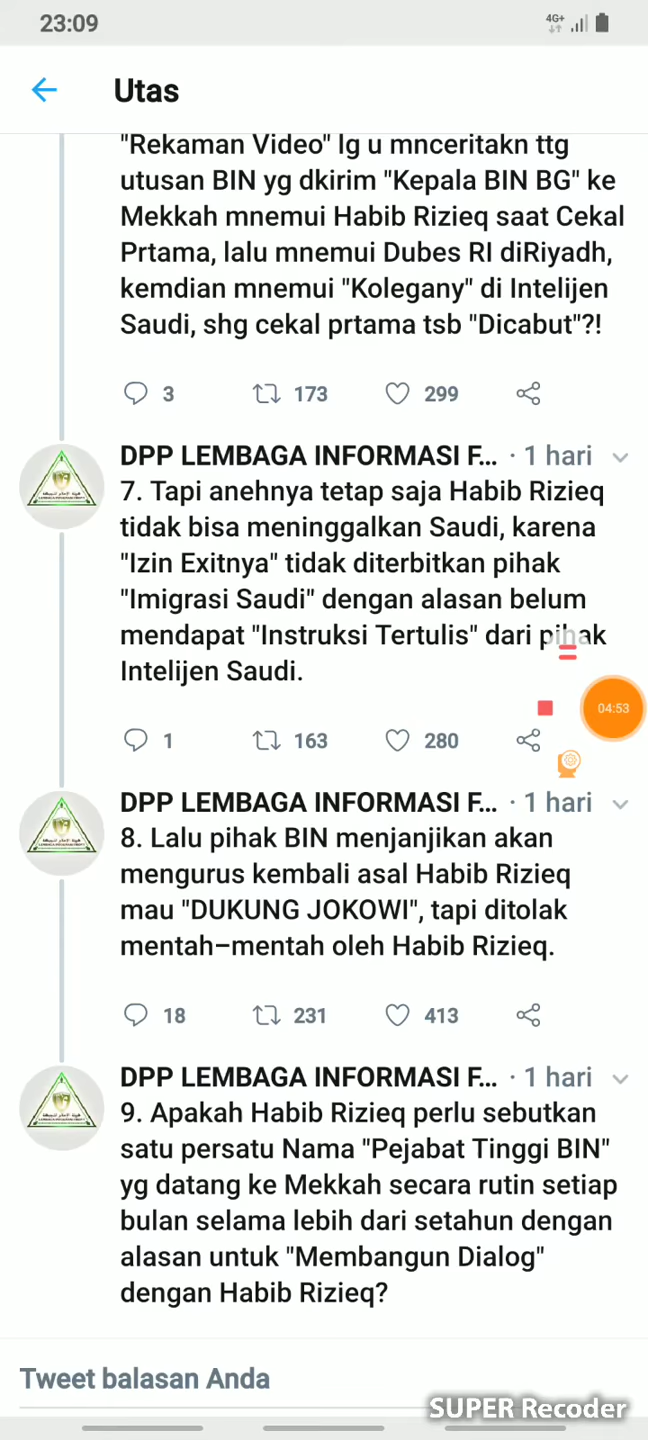 23:09
4G+
Utas
"Rekaman Video" lg u mnceritakn ttg
utusan BIN yg dkirim "Kepala BIN BG" ke
Mekkah mnemui Habib Rizieq saat Cekal
Prtama, lalu mnemui Dubes RI diRiyadh,
kemdian mnemui "Kolegany" di Intelijen
Saudi, shg cekal prtama tsb "Dicabut"?!
3 173 299
DPP LEMBAGA INFORMASI F... · 1 hari
7. Tapi anehnya tetap saja Habib Rizieq
tidak bisa meninggalkan Saudi, karena
"Izin Exitnya" tidak diterbitkan pihak
"Imigrasi Saudi" dengan alasan belum
mendapat "Instruksi Tertulis" dari pihak
Intelijen Saudi.
04:53
1 163 280
DPP LEMBAGA INFORMASI F... · 1 hari
8. Lalu pihak BIN menjanjikan akan
mengurus kembali asal Habib Rizieq
mau "DUKUNG JOKOWI", tapi ditolak
mentah–mentah oleh Habib Rizieq.
18 231 413
DPP LEMBAGA INFORMASI F... · 1 hari
9. Apakah Habib Rizieq perlu sebutkan
satu persatu Nama "Pejabat Tinggi BIN"
yg datang ke Mekkah secara rutin setiap
bulan selama lebih dari setahun dengan
alasan untuk "Membangun Dialog"
dengan Habib Rizieq?
Tweet balasan Anda
SUPER Recoder